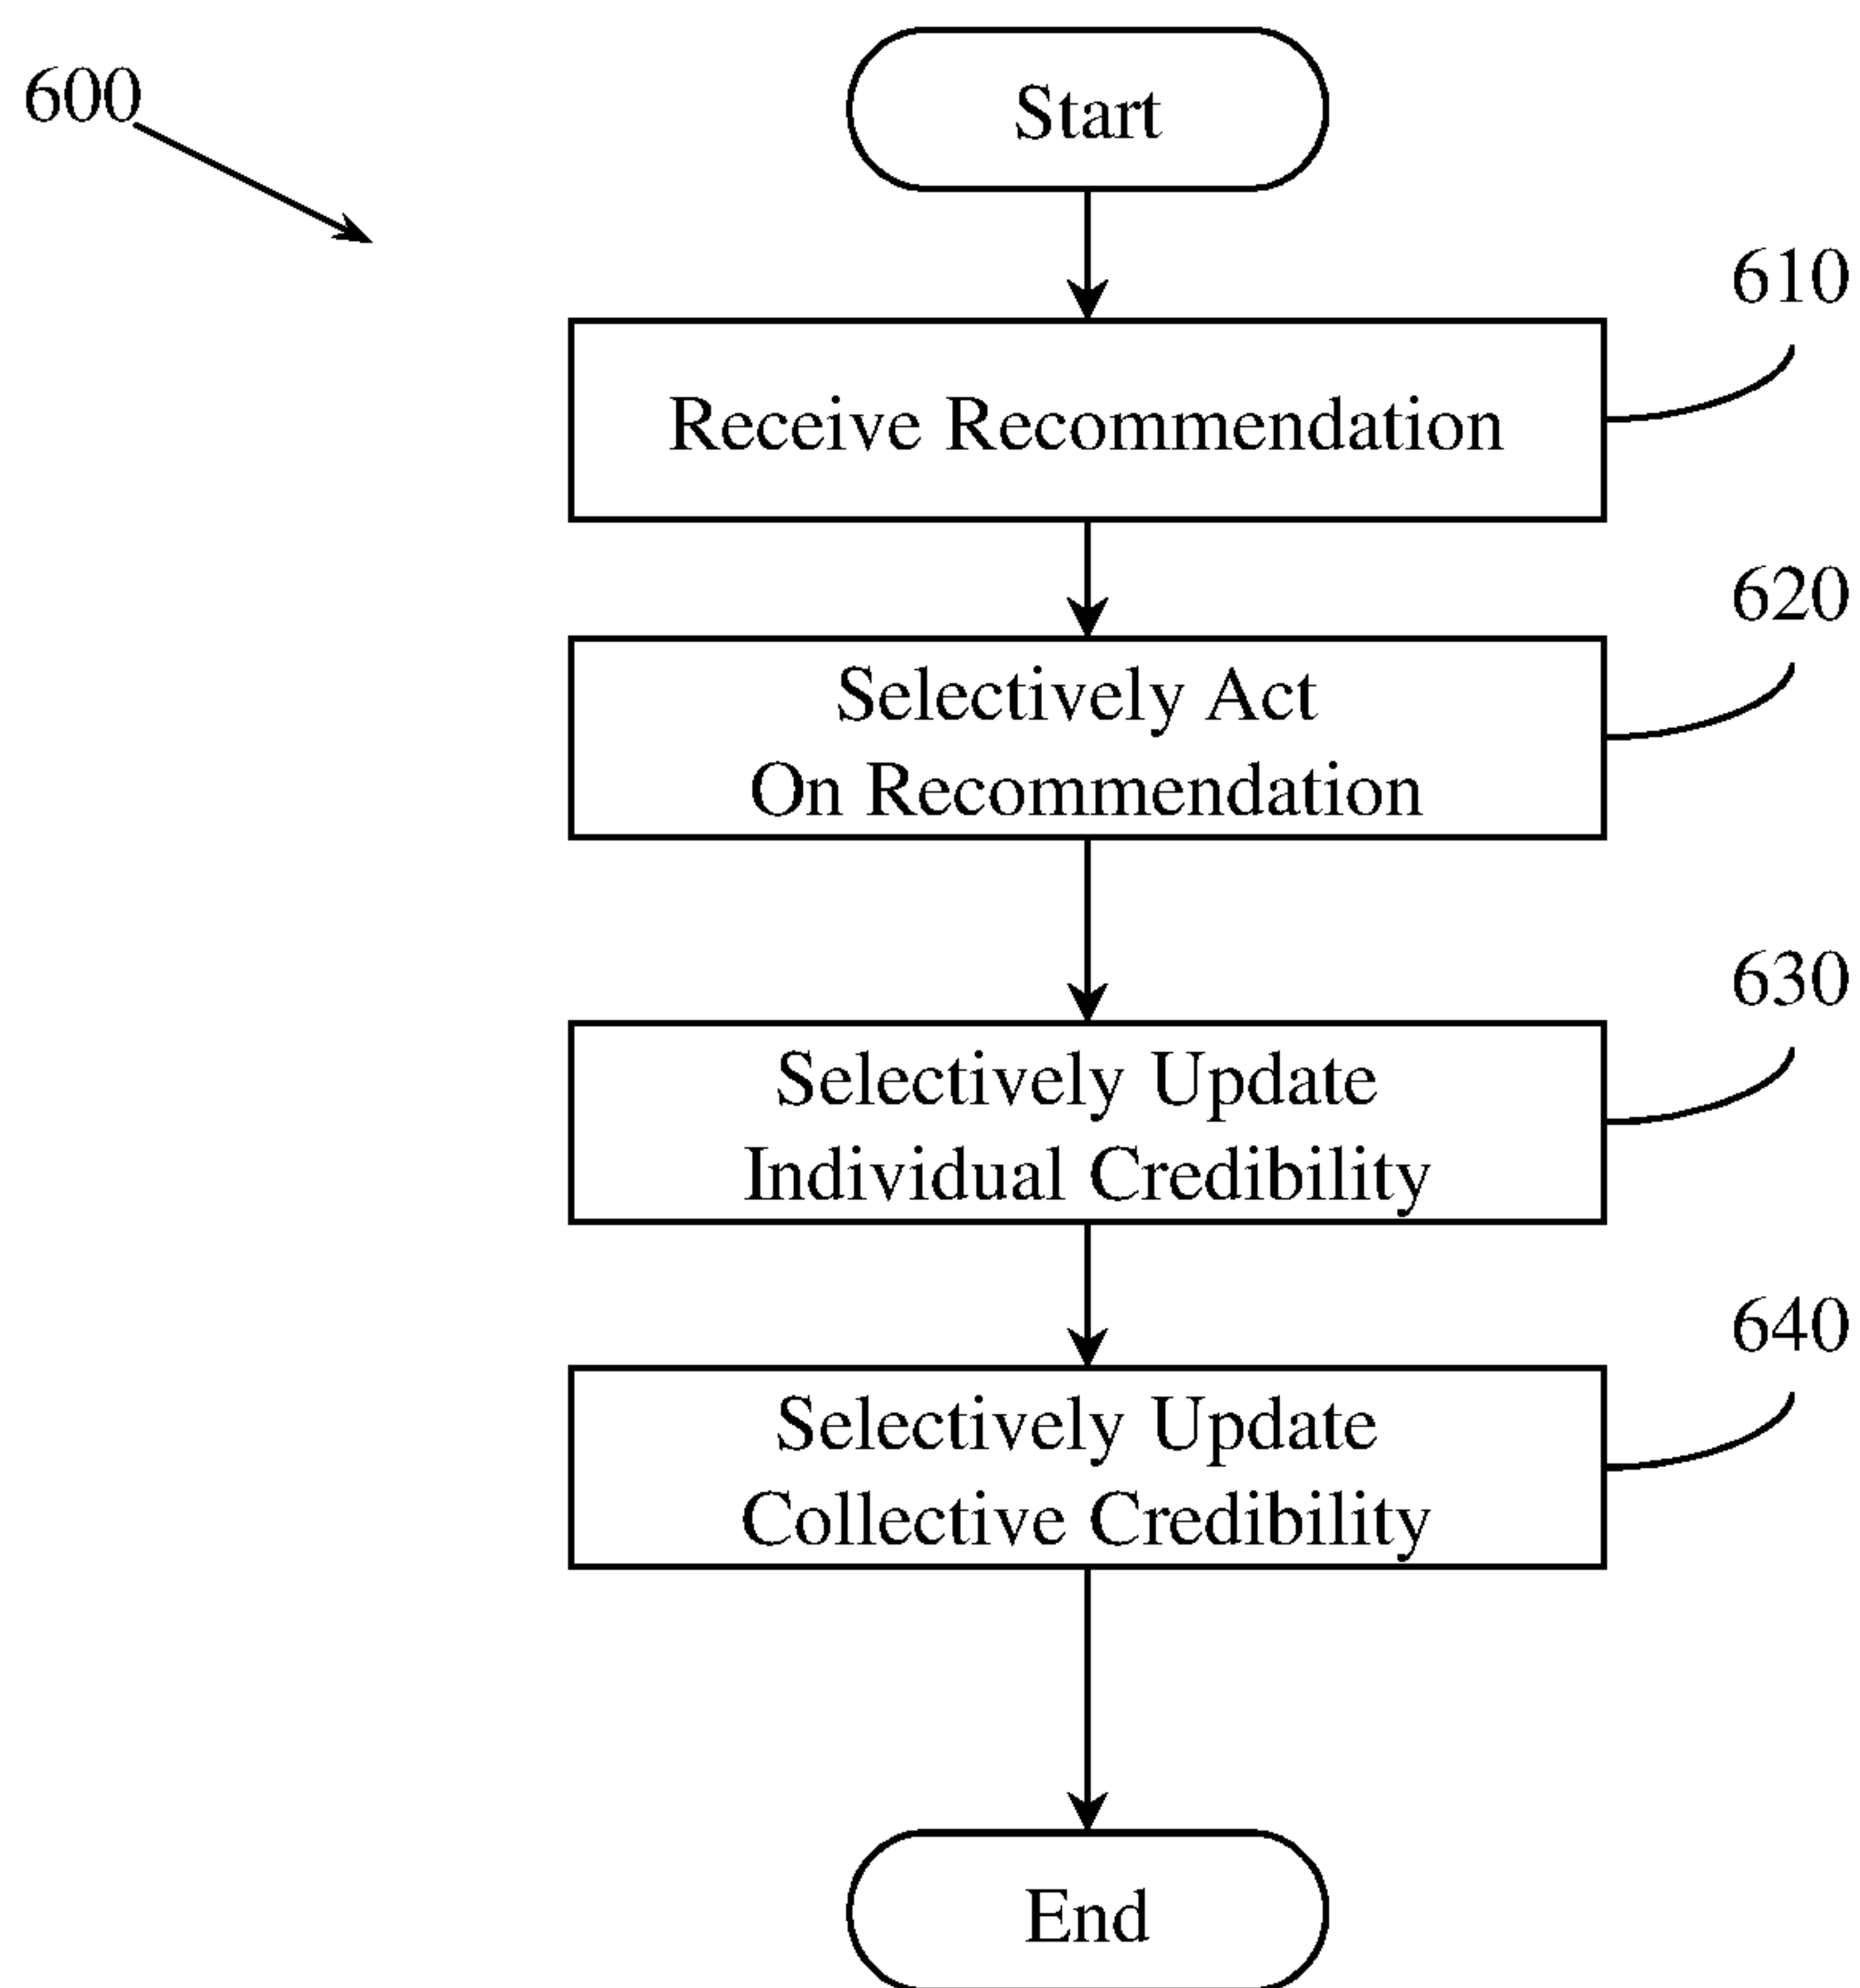 600
Start
610
Receive Recommendation
620
Selectively Act
On Recommendation
630
Selectively Update
Individual Credibility
640
Selectively Update
Collective Credibility
End